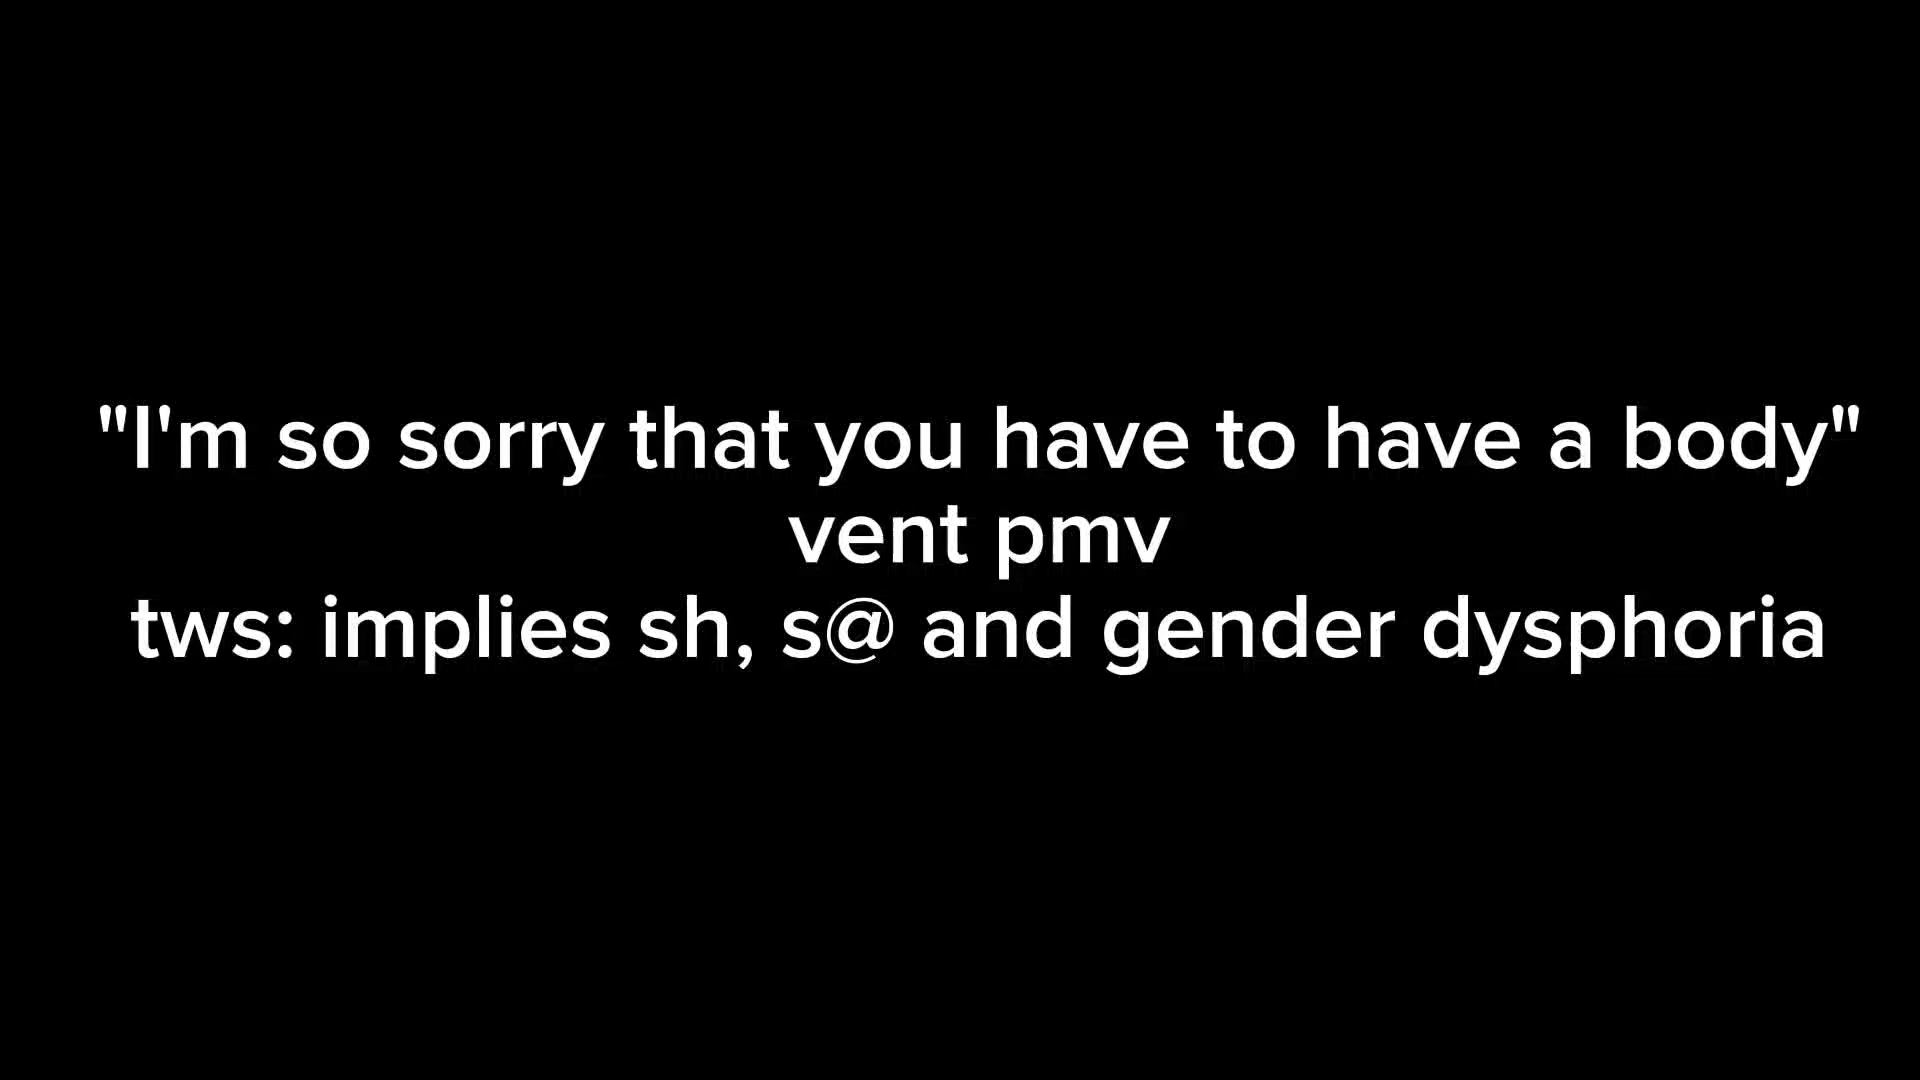 "I'm so sorry that you have to have a body"
vent pmv
tws: implies sh, s@ and gender dysphoria